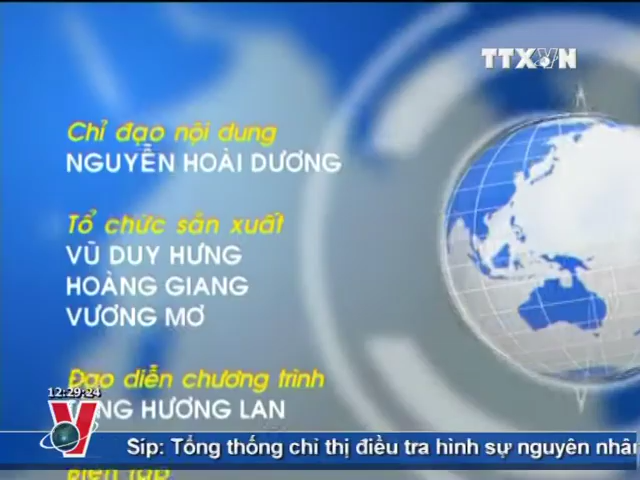 TTXVN
Chỉ đạo nội dung
NGUYỄN HOÀI DƯƠNG
Tổ chức sản xuất
VŨ DUY HƯNG
HOÀNG GIANG
VƯƠNG MƠ
Đạo diễn chương trình
HƯƠNG LAN
12:29:24
V
Síp: Tổng thống chỉ thị điều tra hình sự nguyên nhân
Biên tập